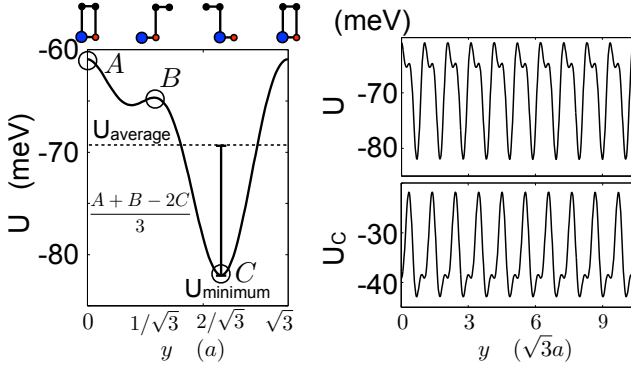 -60
-70
-80
U (meV)
A
B
U_average
A + B − 2C
3
C
U_minimum
0
1/√3
2/√3
√3
y (a)
(meV)
-70
-80
U
-30
-40
U_C
0
3
6
9
y (√3a)